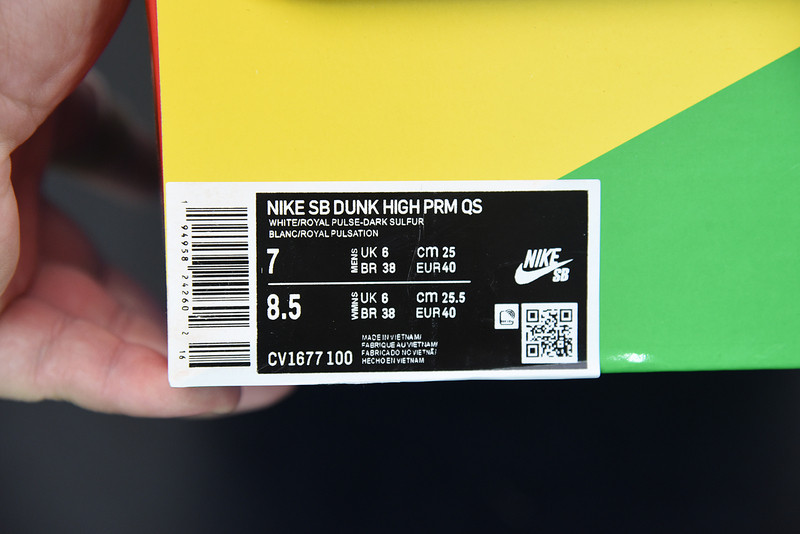 1 94958 24260 2
16
NIKE SB DUNK HIGH PRM QS
WHITE/ROYAL PULSE-DARK SULFUR
BLANC/ROYAL PULSATION
7 MENS UK 6 cm 25
BR 38 EUR 40
8.5 WMNS UK 6 cm 25.5
BR 38 EUR 40
CV1677 100
MADE IN VIETNAM/
FABRIQUE AU VIETNAM/
FABRICADO NO VIETNÃ/
HECHO EN VIETNAM
NIKE
SB